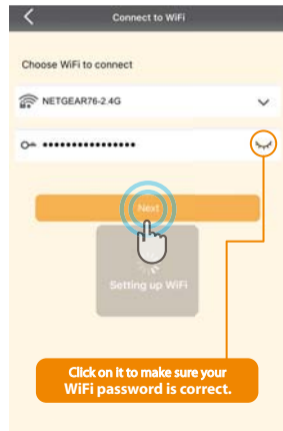 Connect to WiFi
Choose WiFi to connect
NETGEAR76-2.4G
••••••••••••••••
Next
Setting up WiFi
Click on it to make sure your
WiFi password is correct.